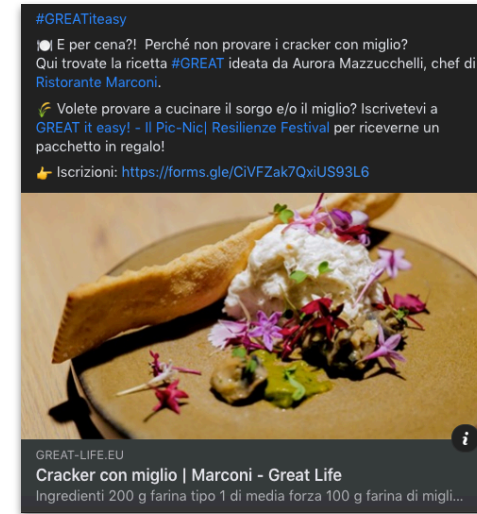 #GREATiteasy
🍽 E per cena?! Perché non provare i cracker con miglio?
Qui trovate la ricetta #GREAT ideata da Aurora Mazzucchelli, chef di
Ristorante Marconi.
🌾 Volete provare a cucinare il sorgo e/o il miglio? Iscrivetevi a
GREAT it easy! - Il Pic-Nic| Resilienze Festival per riceverne un
pacchetto in regalo!
👉 Iscrizioni: https://forms.gle/CiVFZak7QxiUS93L6
GREAT-LIFE.EU
Cracker con miglio | Marconi - Great Life
Ingredienti 200 g farina tipo 1 di media forza 100 g farina di migli...